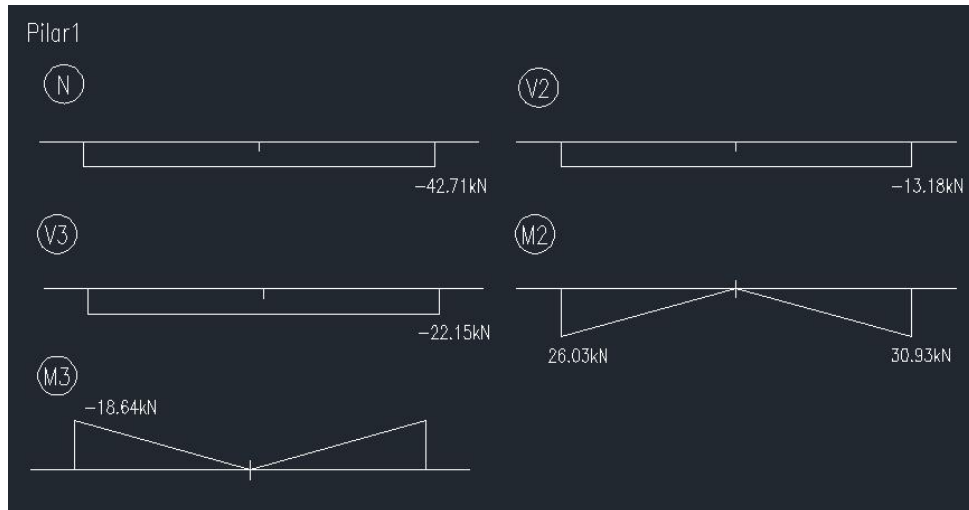 Pilar1
N
-42.71kN
V2
-13.18kN
V3
-22.15kN
M2
26.03kN
30.93kN
M3
-18.64kN